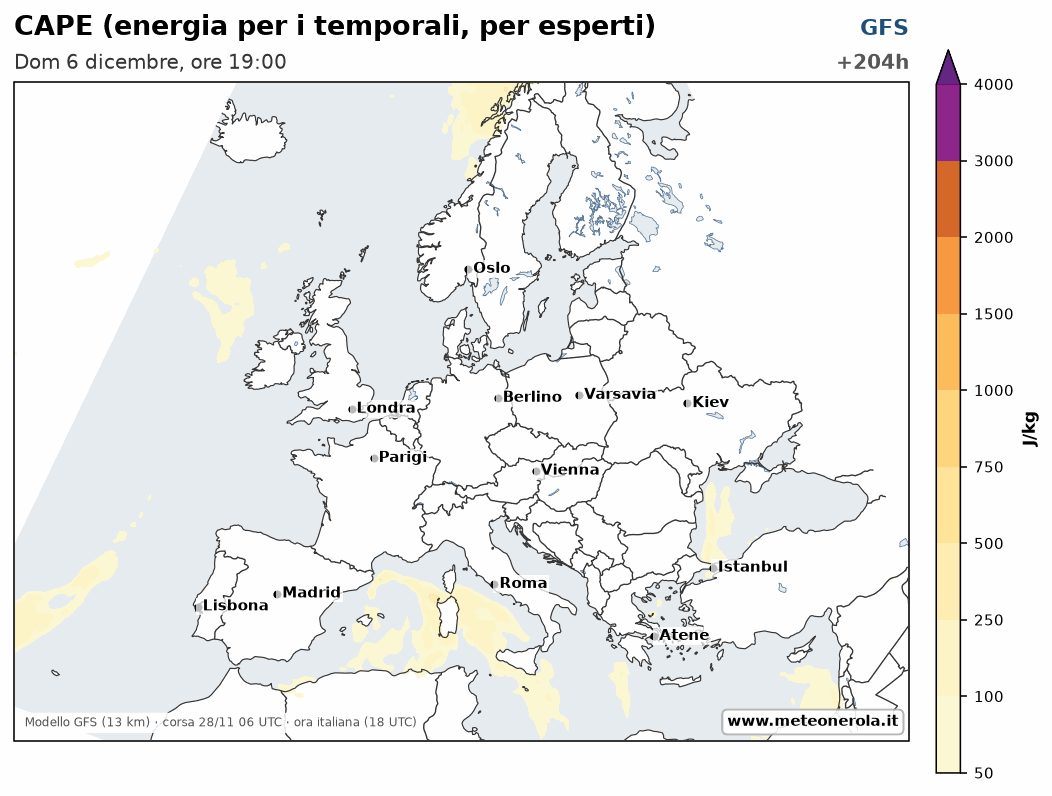 CAPE (energia per i temporali, per esperti)
GFS
Dom 6 dicembre, ore 19:00
+204h
4000
3000
2000
1500
1000
750
500
250
100
50
J/kg
Oslo
Londra
Berlino
Varsavia
Kiev
Parigi
Vienna
Istanbul
Roma
Madrid
Lisbona
Atene
Modello GFS (13 km) · corsa 28/11 06 UTC · ora italiana (18 UTC)
www.meteonerola.it